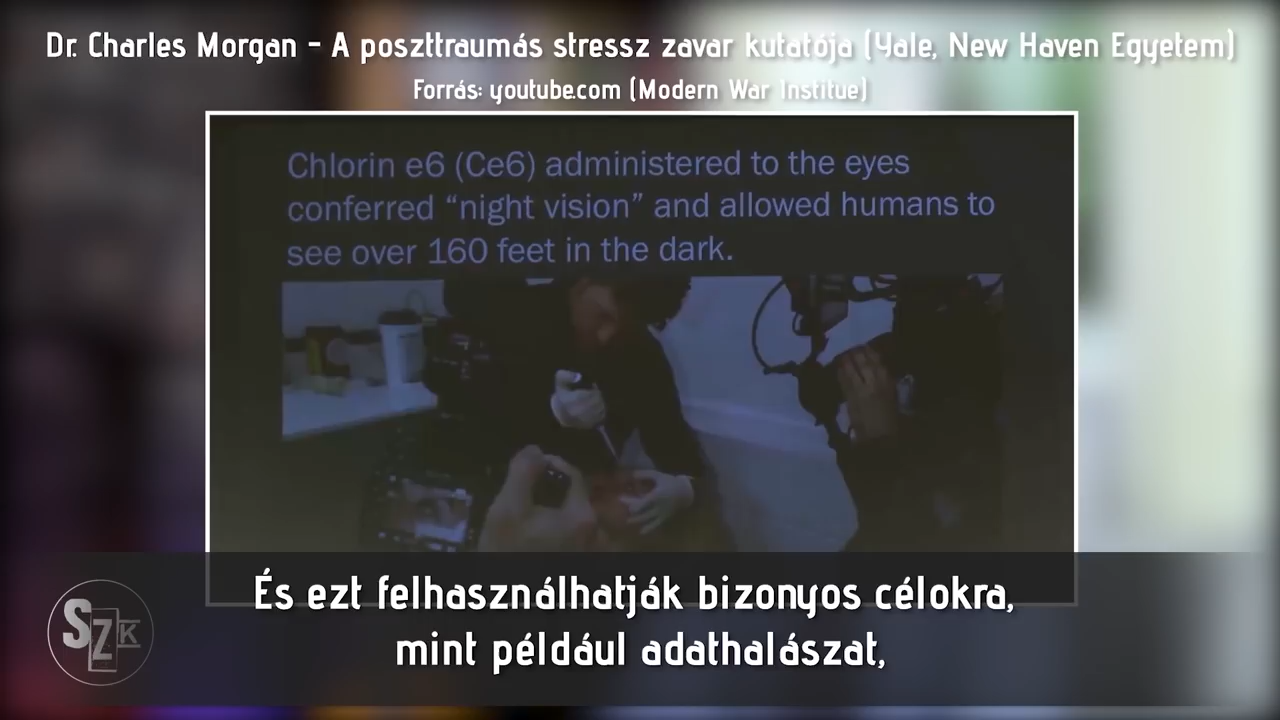 Dr. Charles Morgan - A poszttraumás stressz zavar kutatója (Yale, New Haven Egyetem)
Forrás: youtube.com (Modern War Institue)
Chlorin e6 (Ce6) administered to the eyes
conferred “night vision” and allowed humans to
see over 160 feet in the dark.
És ezt felhasználhatják bizonyos célokra,
mint például adathalászat,
SZK